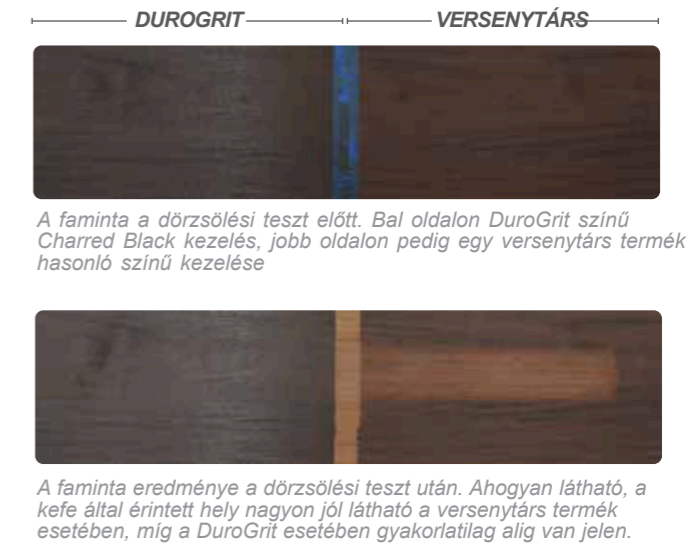 DUROGRIT VERSENYTÁRS
A faminta a dörzsölési teszt előtt. Bal oldalon DuroGrit színű
Charred Black kezelés, jobb oldalon pedig egy versenytárs termék
hasonló színű kezelése
A faminta eredménye a dörzsölési teszt után. Ahogyan látható, a
kefe által érintett hely nagyon jól látható a versenytárs termék
esetében, míg a DuroGrit esetében gyakorlatilag alig van jelen.